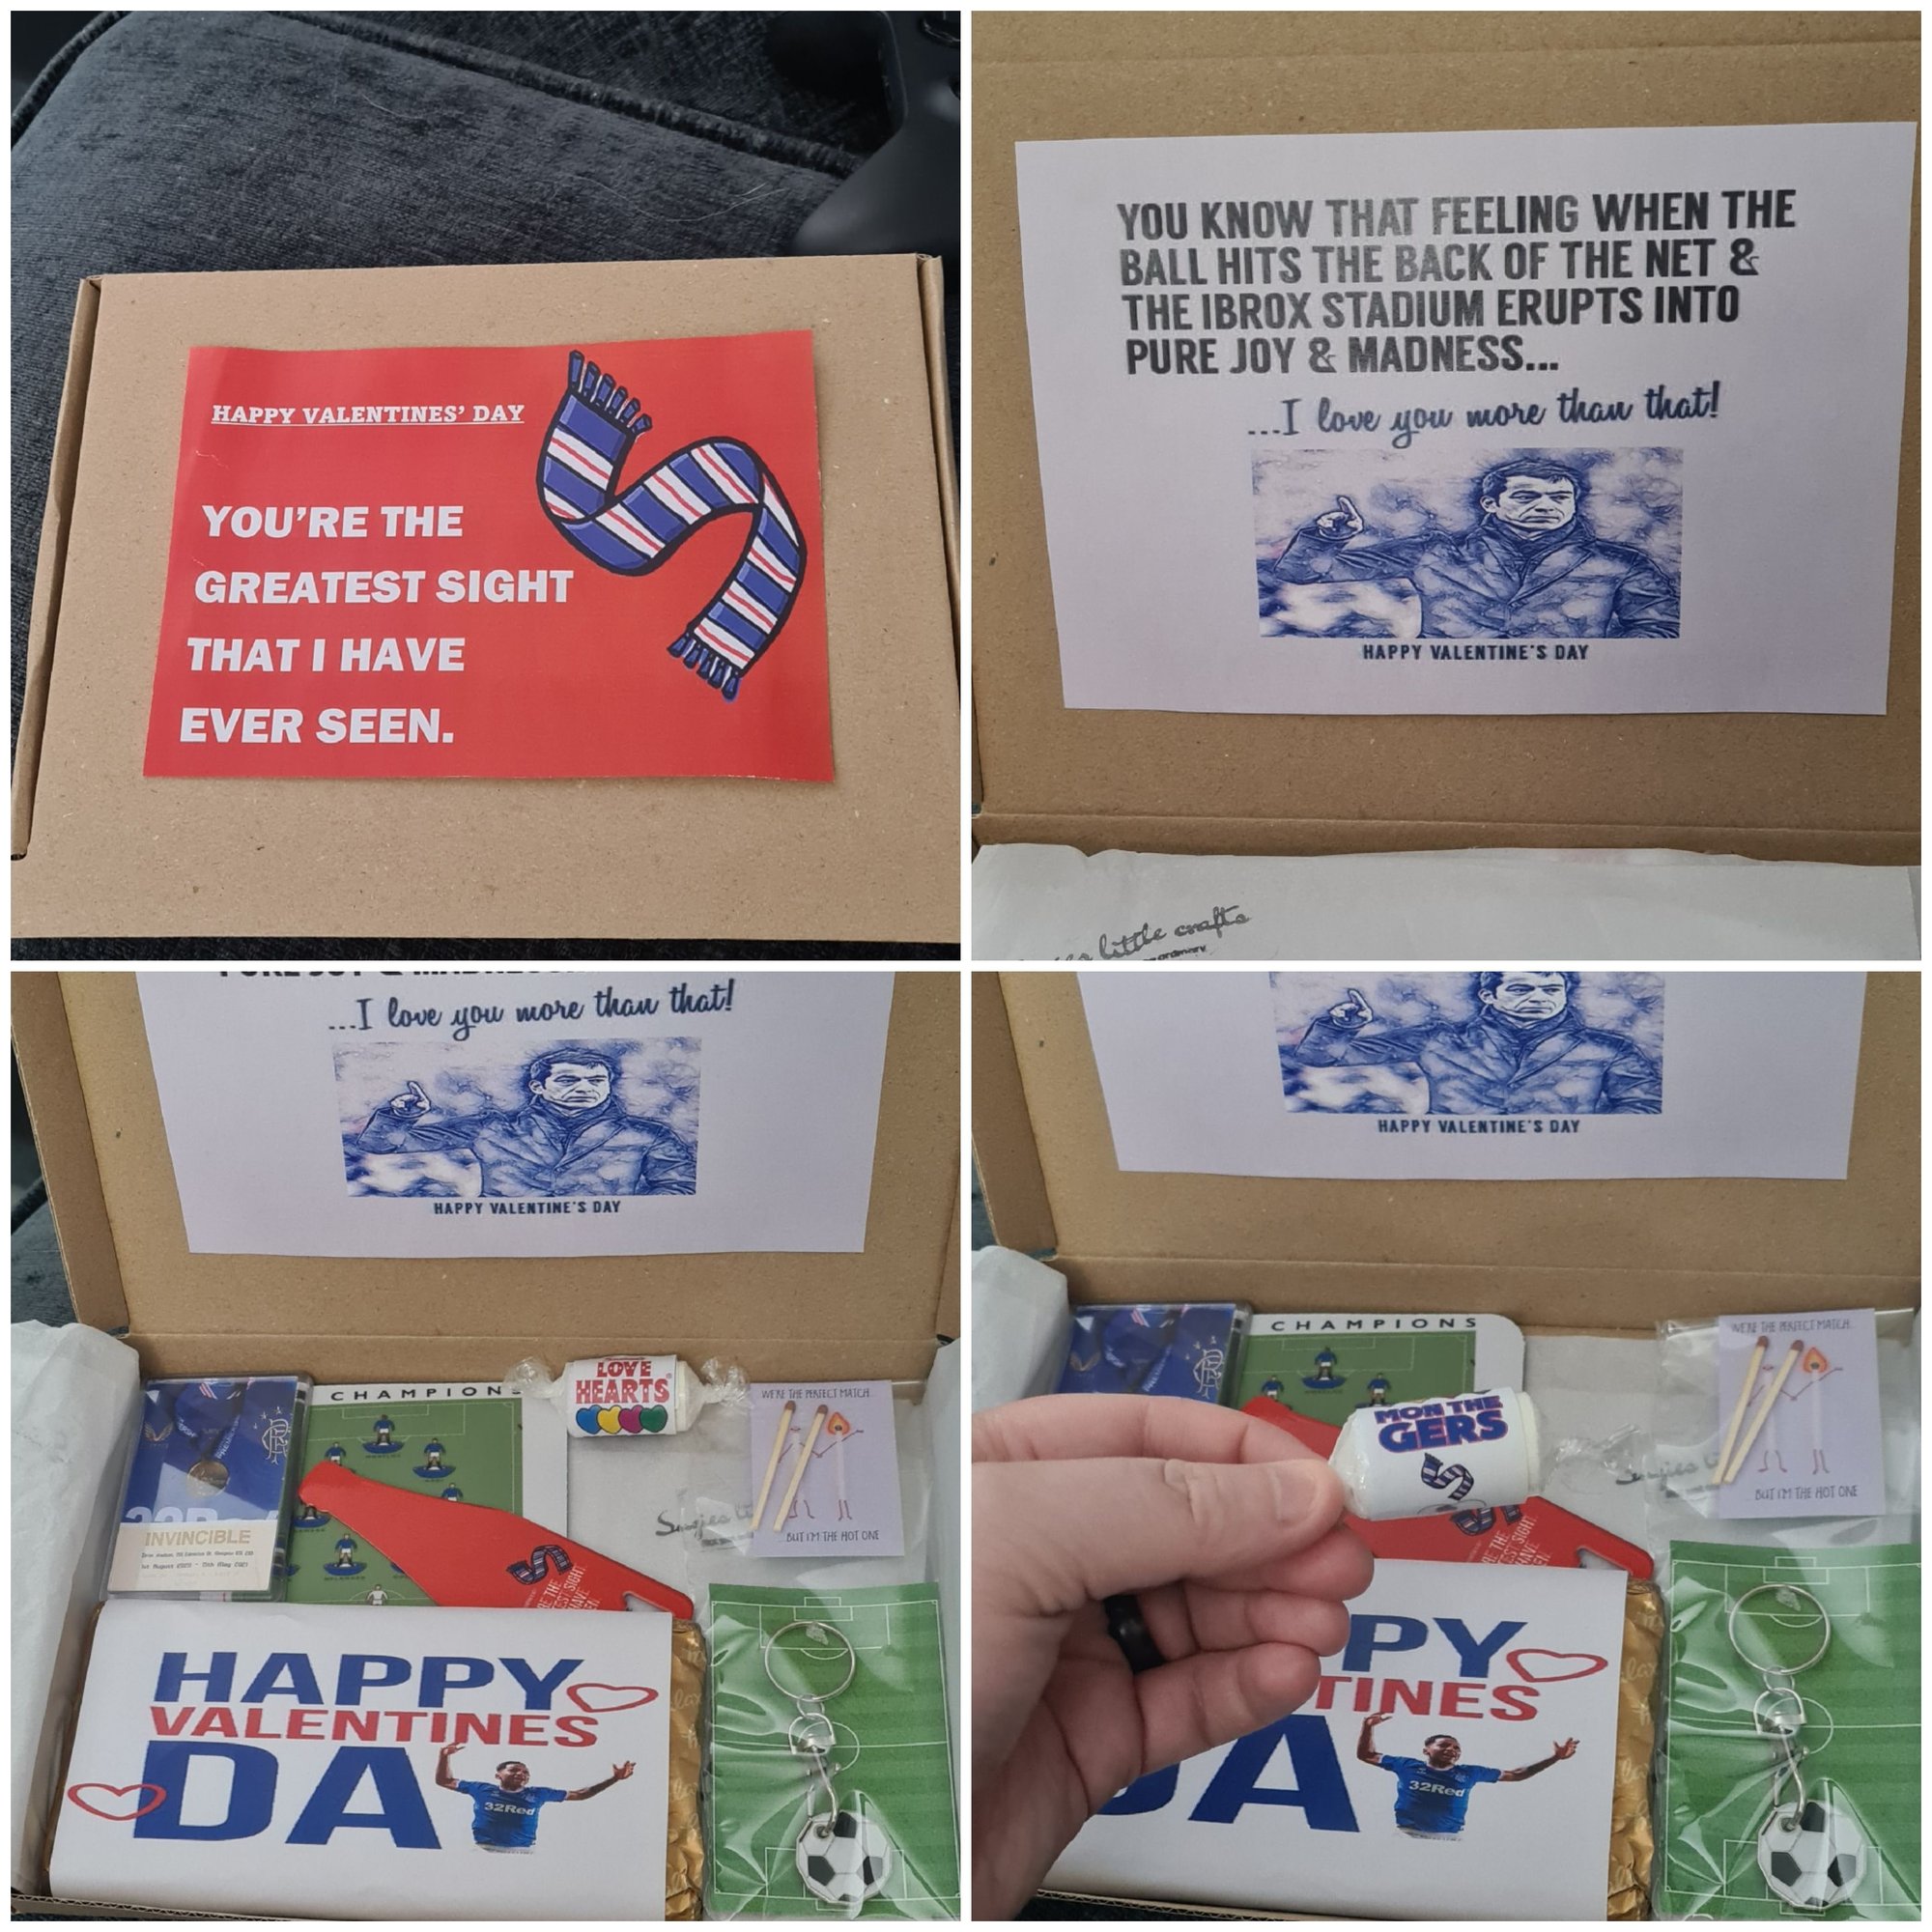 HAPPY VALENTINES' DAY
YOU'RE THE
GREATEST SIGHT
THAT I HAVE
EVER SEEN.
YOU KNOW THAT FEELING WHEN THE
BALL HITS THE BACK OF THE NET &
THE IBROX STADIUM ERUPTS INTO
PURE JOY & MADNESS...
...I love you more than that!
HAPPY VALENTINE'S DAY
little crafts
...I love you more than that!
HAPPY VALENTINE'S DAY
CHAMPIONS
LOVE
HEARTS
WE'RE THE PERFECT MATCH...
...BUT I'M THE HOT ONE
INVINCIBLE
HAPPY
VALENTINES
DA
32Red
HAPPY VALENTINE'S DAY
CHAMPIONS
WE'RE THE PERFECT MATCH...
...BUT I'M THE HOT ONE
MON THE
GERS
PPY
TINES
DA
32Red